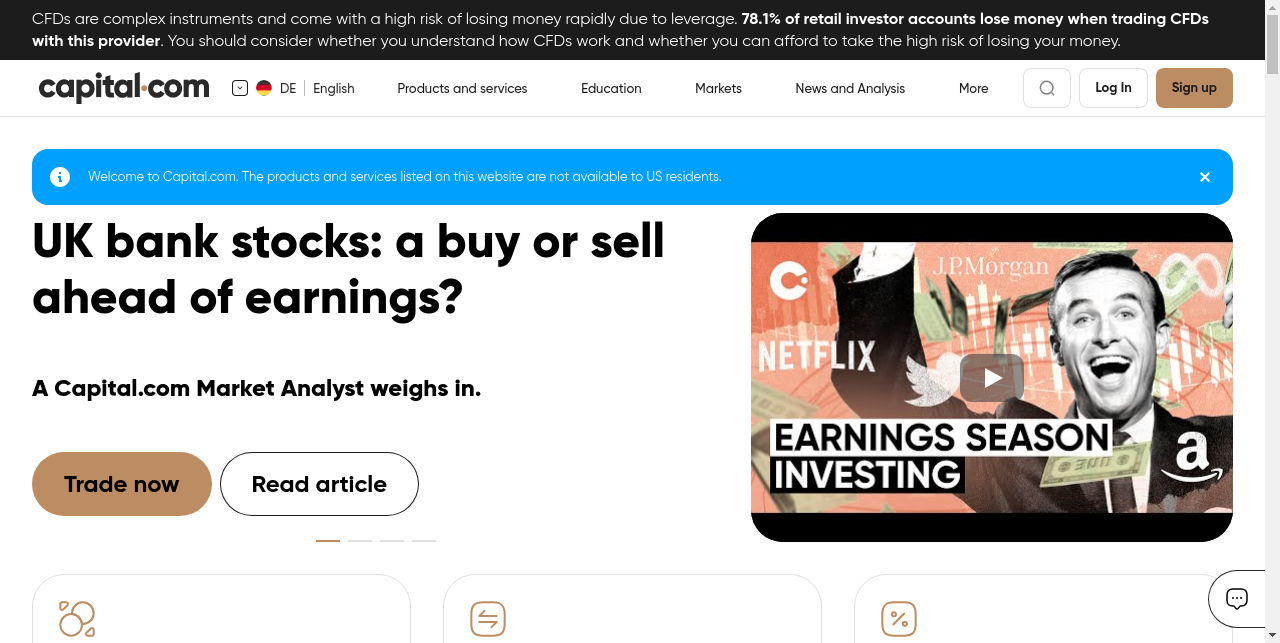 CFDs are complex instruments and come with a high risk of losing money rapidly due to leverage. 78.1% of retail investor accounts lose money when trading CFDs
with this provider. You should consider whether you understand how CFDs work and whether you can afford to take the high risk of losing your money.
capital.com DE English Products and services Education Markets News and Analysis More Log In Sign up
Welcome to Capital.com. The products and services listed on this website are not available to US residents.
UK bank stocks: a buy or sell
ahead of earnings?
A Capital.com Market Analyst weighs in.
Trade now Read article
J.P.Morgan
NETFLIX
EARNINGS SEASON
INVESTING
a